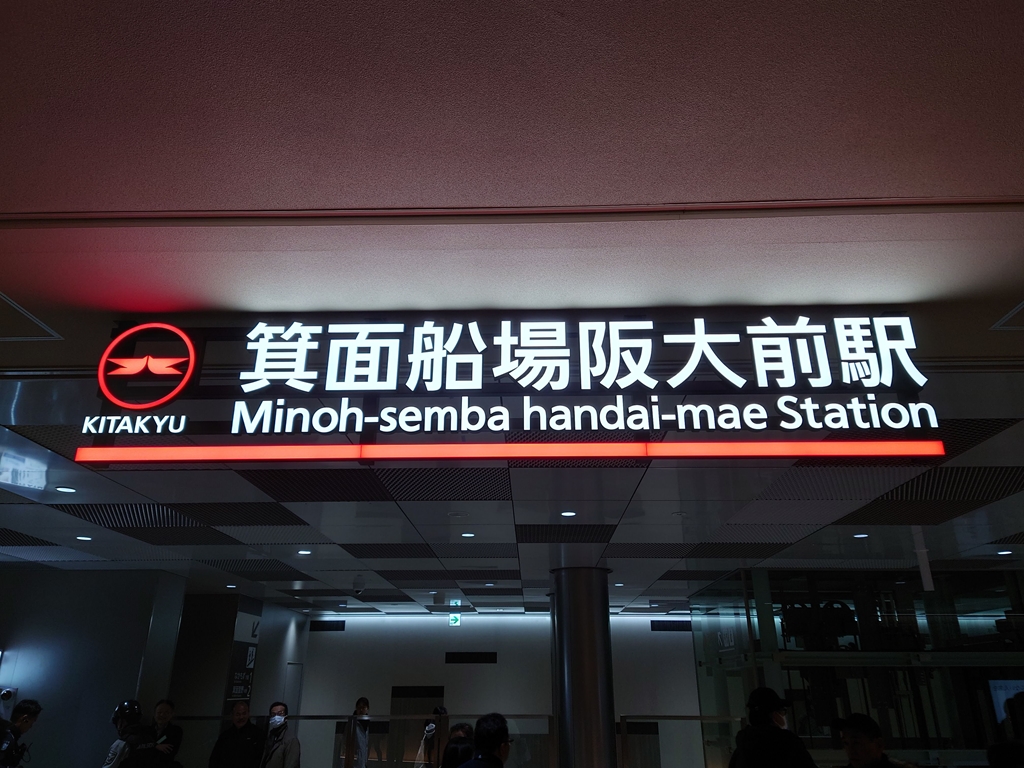 箕面船場阪大前駅
KITAKYU
Minoh-semba handai-mae Station